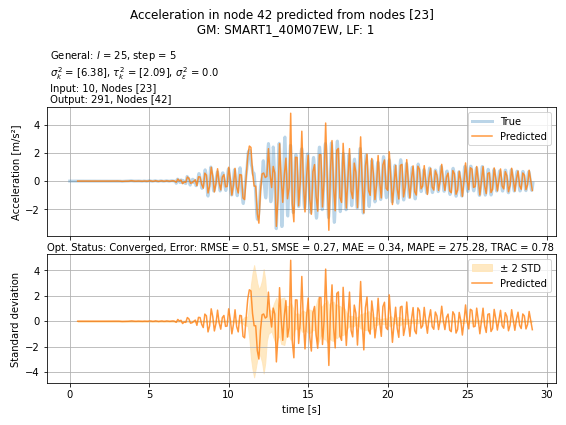 Acceleration in node 42 predicted from nodes [23]
GM: SMART1_40M07EW, LF: 1
General: l = 25, step = 5
σ²ₖ = [6.38], τ²ₖ = [2.09], σ²ε = 0.0
Input: 10, Nodes [23]
Output: 291, Nodes [42]
True
Predicted
Acceleration [m/s²]
4
2
0
−2
Opt. Status: Converged, Error: RMSE = 0.51, SMSE = 0.27, MAE = 0.34, MAPE = 275.28, TRAC = 0.78
± 2 STD
Predicted
Standard deviation
4
2
0
−2
−4
0 5 10 15 20 25 30
time [s]